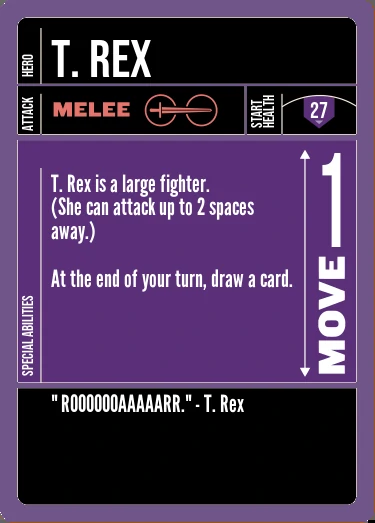 HERO
T. REX
ATTACK
MELEE
START
HEALTH
27
SPECIAL ABILITIES
T. Rex is a large fighter.
(She can attack up to 2 spaces
away.)
At the end of your turn, draw a card.
MOVE 1
" ROOOOOOAAAAARR." - T. Rex